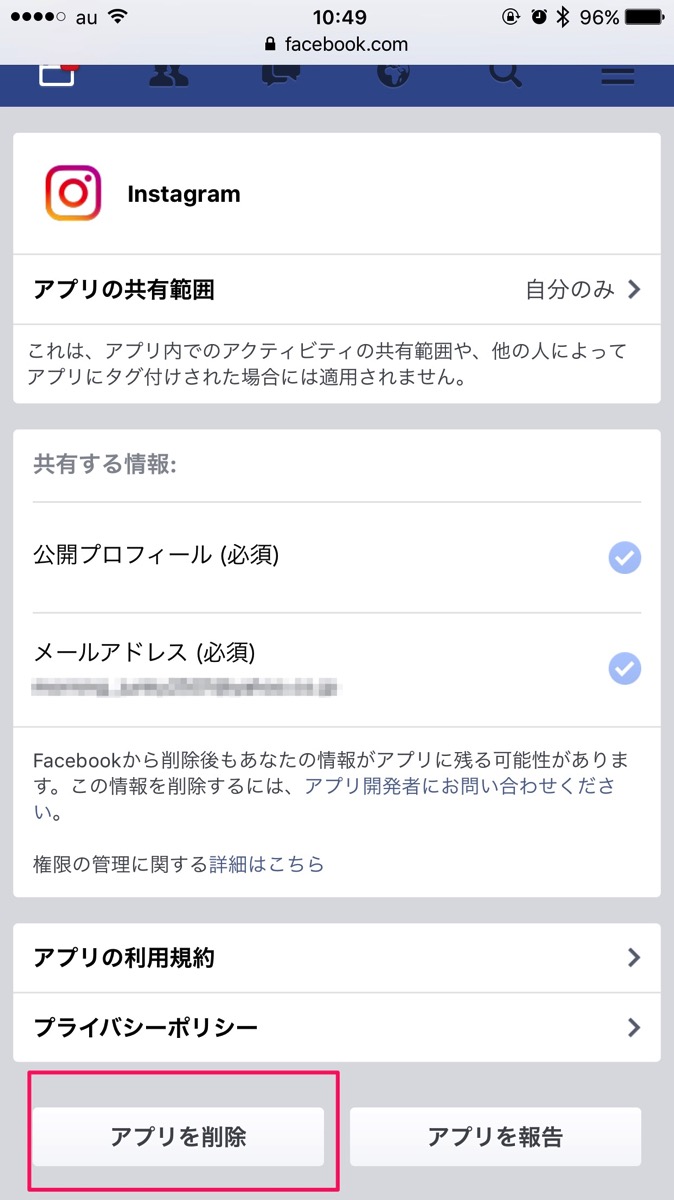 au 10:49 96%
facebook.com
Instagram
アプリの共有範囲 自分のみ
これは、アプリ内でのアクティビティの共有範囲や、他の人によって
アプリにタグ付けされた場合には適用されません。
共有する情報:
公開プロフィール (必須)
メールアドレス (必須)
Facebookから削除後もあなたの情報がアプリに残る可能性がありま
す。この情報を削除するには、アプリ開発者にお問い合わせくださ
い。
権限の管理に関する詳細はこちら
アプリの利用規約
プライバシーポリシー
アプリを削除 アプリを報告